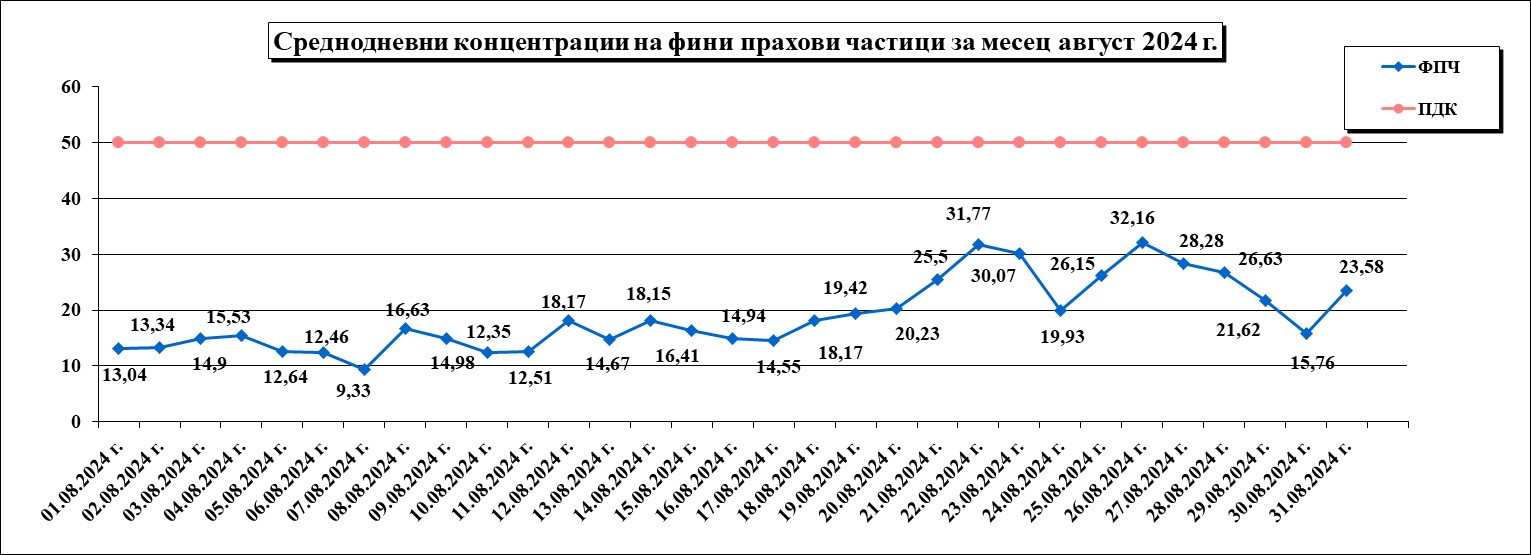 Среднодневни концентрации на фини прахови частици за месец август 2024 г.
ФПЧ
ПДК
60
50
40
30
20
10
0
13,04
13,34
14,9
15,53
12,64
12,46
9,33
16,63
14,98
12,35
12,51
18,17
14,67
18,15
16,41
14,94
14,55
18,17
19,42
20,23
25,5
31,77
30,07
19,93
26,15
32,16
28,28
26,63
21,62
15,76
23,58
01.08.2024 г.
02.08.2024 г.
03.08.2024 г.
04.08.2024 г.
05.08.2024 г.
06.08.2024 г.
07.08.2024 г.
08.08.2024 г.
09.08.2024 г.
10.08.2024 г.
11.08.2024 г.
12.08.2024 г.
13.08.2024 г.
14.08.2024 г.
15.08.2024 г.
16.08.2024 г.
17.08.2024 г.
18.08.2024 г.
19.08.2024 г.
20.08.2024 г.
21.08.2024 г.
22.08.2024 г.
23.08.2024 г.
24.08.2024 г.
25.08.2024 г.
26.08.2024 г.
27.08.2024 г.
28.08.2024 г.
29.08.2024 г.
30.08.2024 г.
31.08.2024 г.